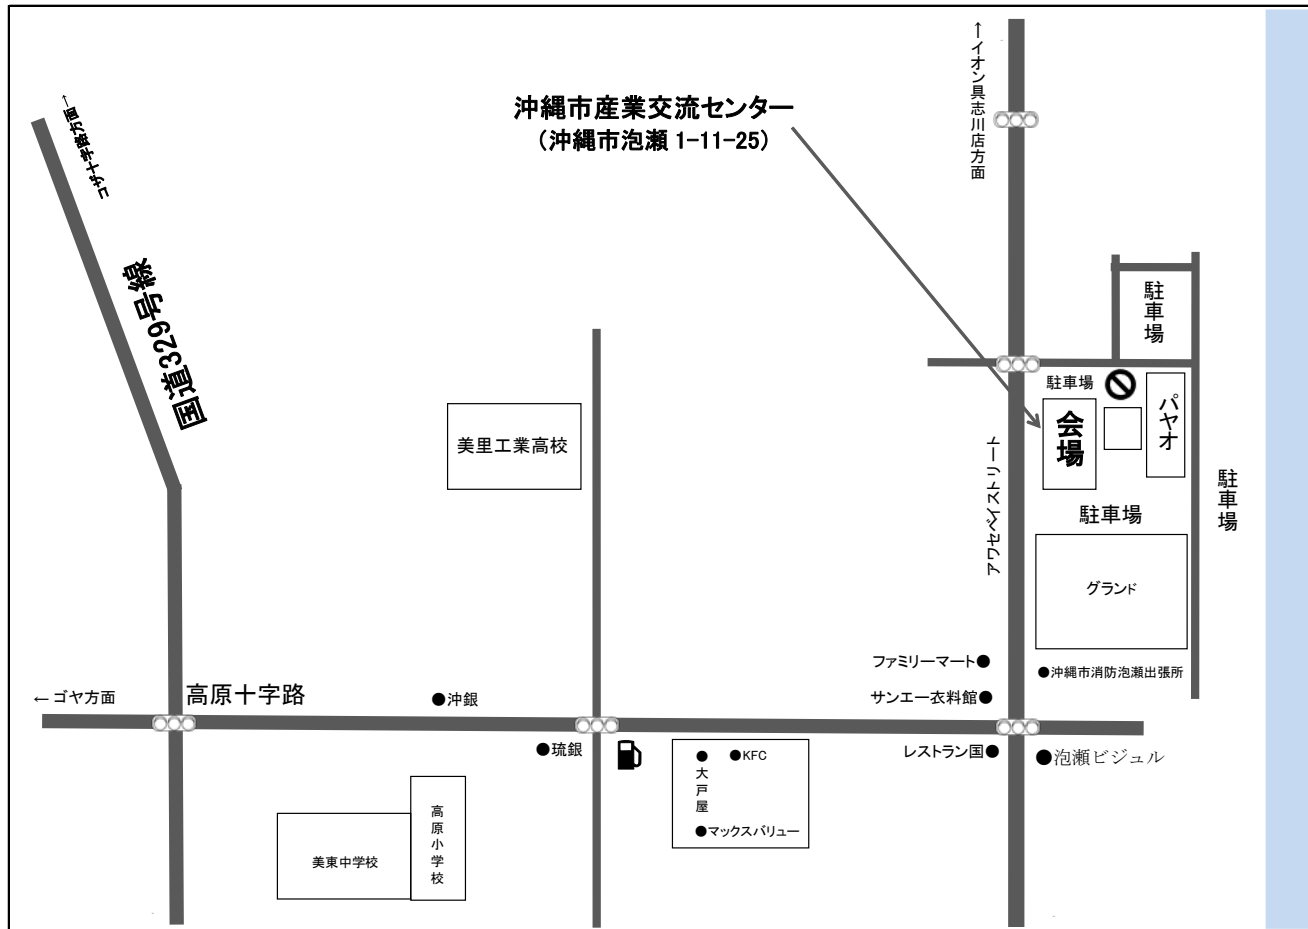 ↑イオン具志川店方面
沖縄市産業交流センター
（沖縄市泡瀬 1-11-25）
コザ十字路方面→
国道329号線
駐車場
駐車場
パヤオ
会場
美里工業高校
アワセベイストリート
駐車場
駐車場
グランド
ファミリーマート●
●沖縄市消防泡瀬出張所
サンエー衣料館●
←ゴヤ方面
高原十字路
●沖銀
●琉銀
レストラン国●
●泡瀬ビジュル
●大戸屋
●KFC
●マックスバリュー
高原小学校
美東中学校